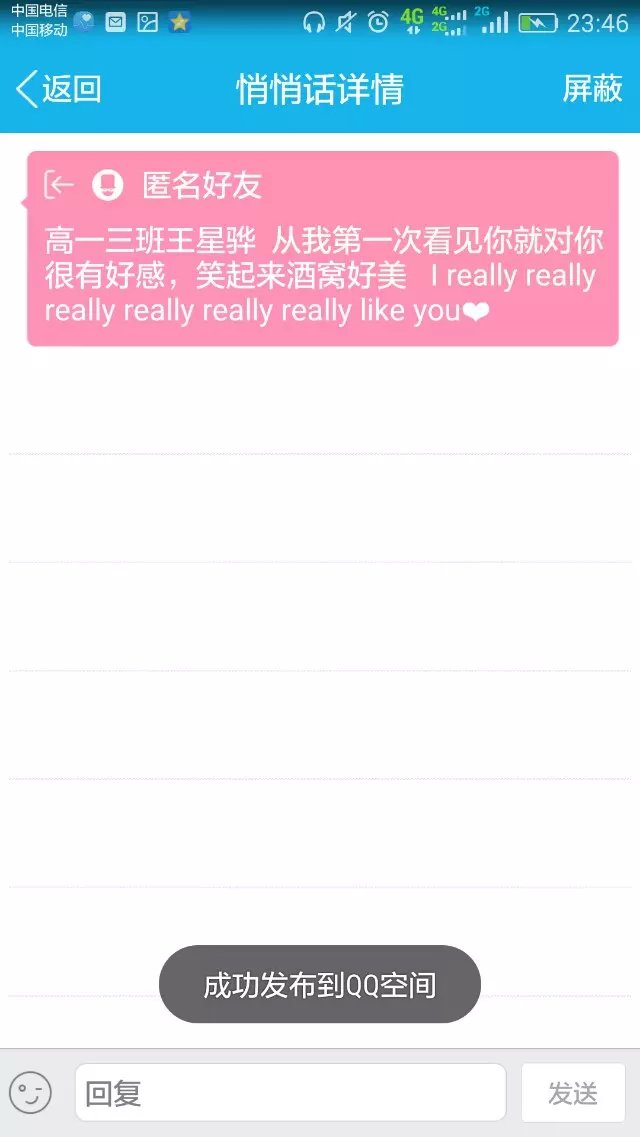 中国电信
中国移动
4G
4G
2G
2G
23:46
返回
悄悄话详情
屏蔽
匿名好友
高一三班王星骅 从我第一次看见你就对你
很有好感，笑起来酒窝好美 I really really
really really really really like you❤
成功发布到QQ空间
回复
发送